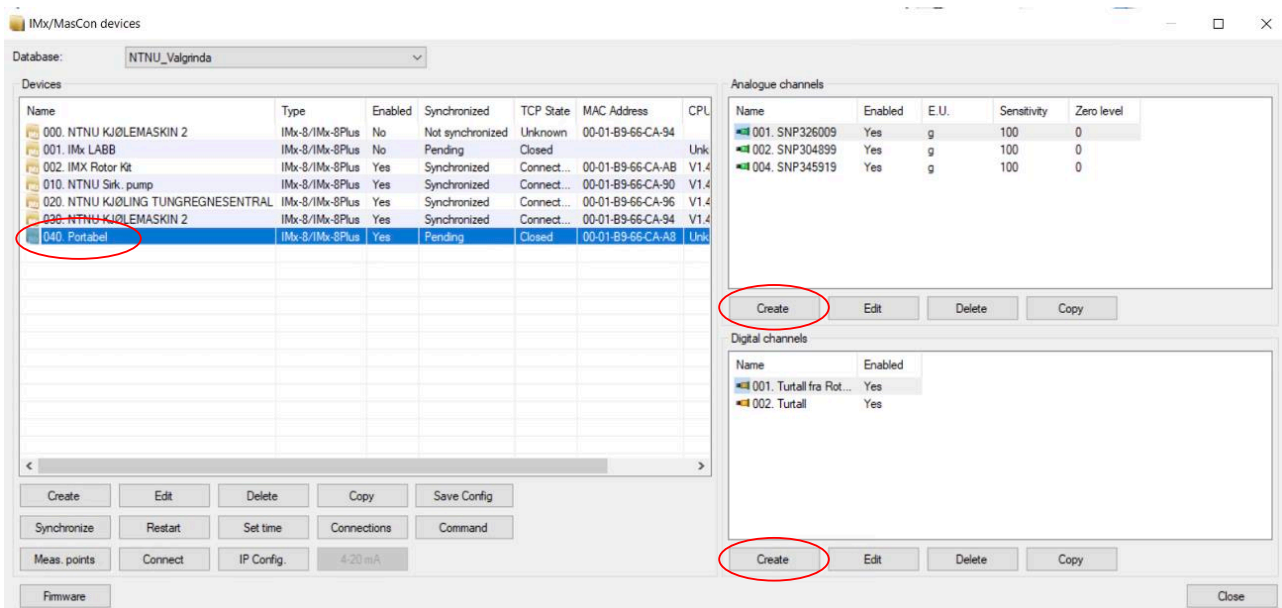 IMx/MasCon devices
Database: NTNU_Valgrinda
Devices
Name Type Enabled Synchronized TCP State MAC Address CPU
000. NTNU KJØLEMASKIN 2 IMx-8/IMx-8Plus No Not synchronized Unknown 00-01-B9-66-CA-94
001. IMx LABB IMx-8/IMx-8Plus No Pending Closed Unk
002. IMX Rotor Kit IMx-8/IMx-8Plus Yes Synchronized Connect... 00-01-B9-66-CA-AB V1.4
010. NTNU Sirk. pump IMx-8/IMx-8Plus Yes Synchronized Connect... 00-01-B9-66-CA-90 V1.4
020. NTNU KJØLING TUNGREGNESENTRAL IMx-8/IMx-8Plus Yes Synchronized Connect... 00-01-B9-66-CA-96 V1.4
030. NTNU KJØLEMASKIN 2 IMx-8/IMx-8Plus Yes Synchronized Connect... 00-01-B9-66-CA-94 V1.4
040. Portabel IMx-8/IMx-8Plus Yes Pending Closed 00-01-B9-66-CA-A8 Unk
Create Edit Delete Copy Save Config
Synchronize Restart Set time Connections Command
Meas. points Connect IP Config. 4-20 mA
Firmware
Analogue channels
Name Enabled E.U. Sensitivity Zero level
001. SNP326009 Yes g 100 0
002. SNP304899 Yes g 100 0
004. SNP345919 Yes g 100 0
Create Edit Delete Copy
Digital channels
Name Enabled
001. Turtall fra Rot... Yes
002. Turtall Yes
Create Edit Delete Copy
Close